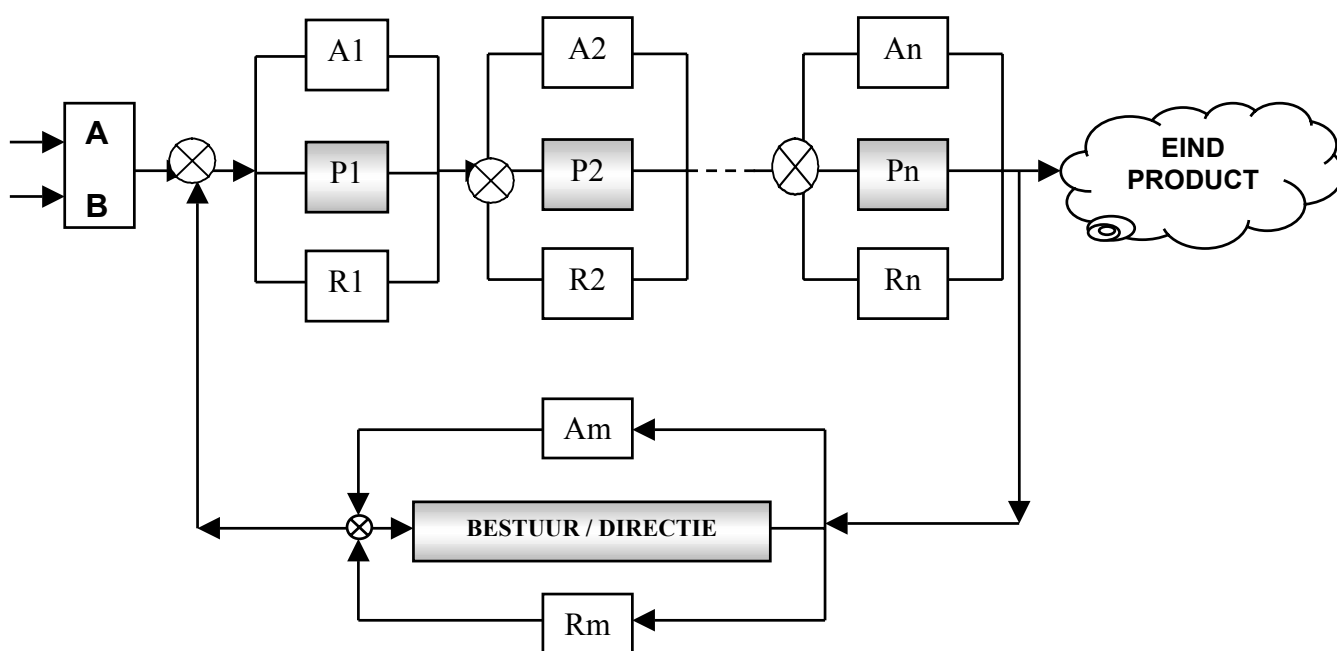 A1
A2
An
A
B
P1
P2
Pn
EIND
PRODUCT
R1
R2
Rn
Am
BESTUUR / DIRECTIE
Rm